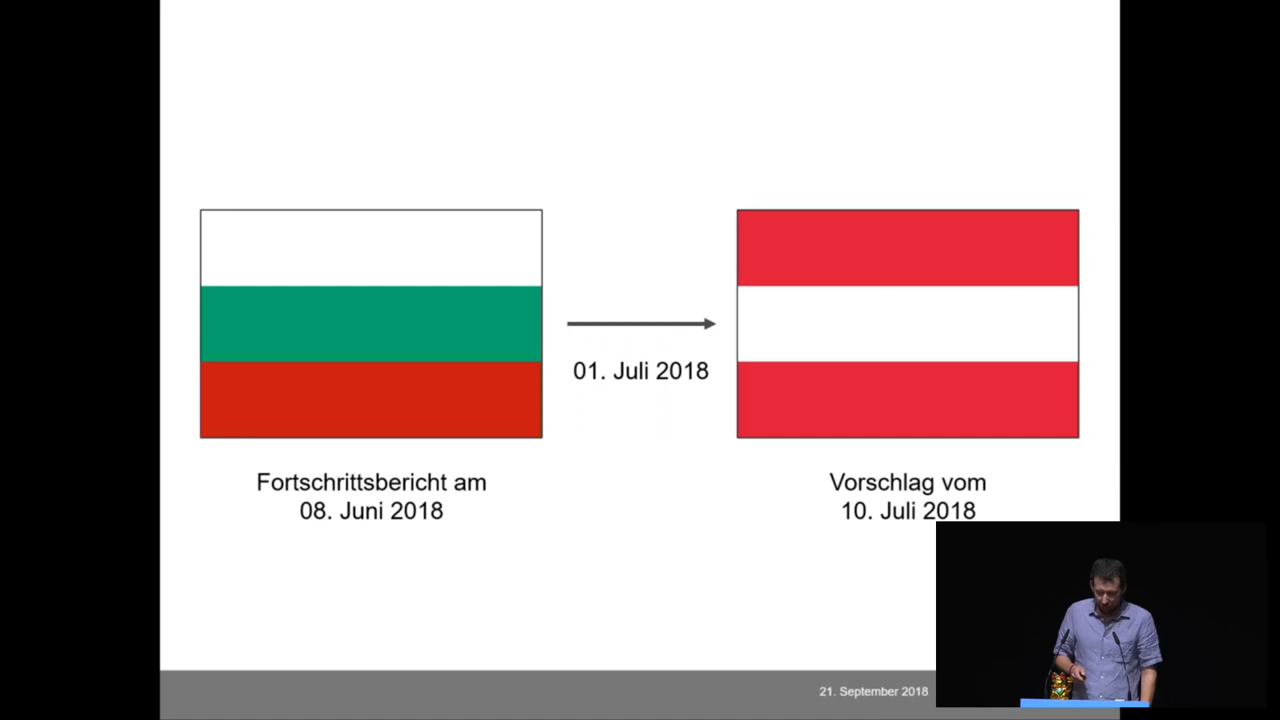 01. Juli 2018
Fortschrittsbericht am
08. Juni 2018
Vorschlag vom
10. Juli 2018
21. September 2018